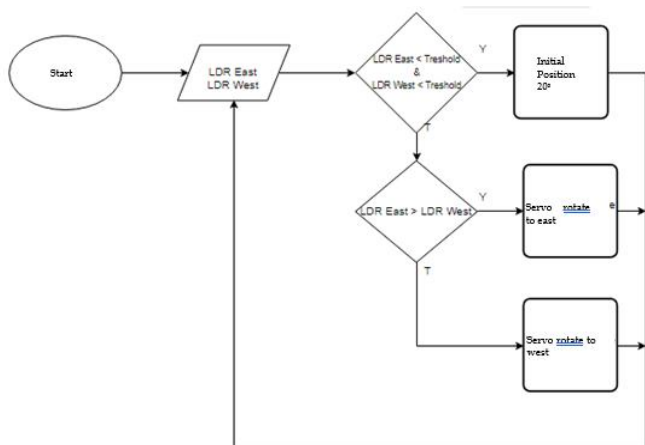 Start
LDR East
LDR West
LDR East < Treshold
&
LDR West < Treshold
Y
Initial
Position
20°
T
LDR East > LDR West
Y
Servo rotate e
to east
T
Servo rotate to
west